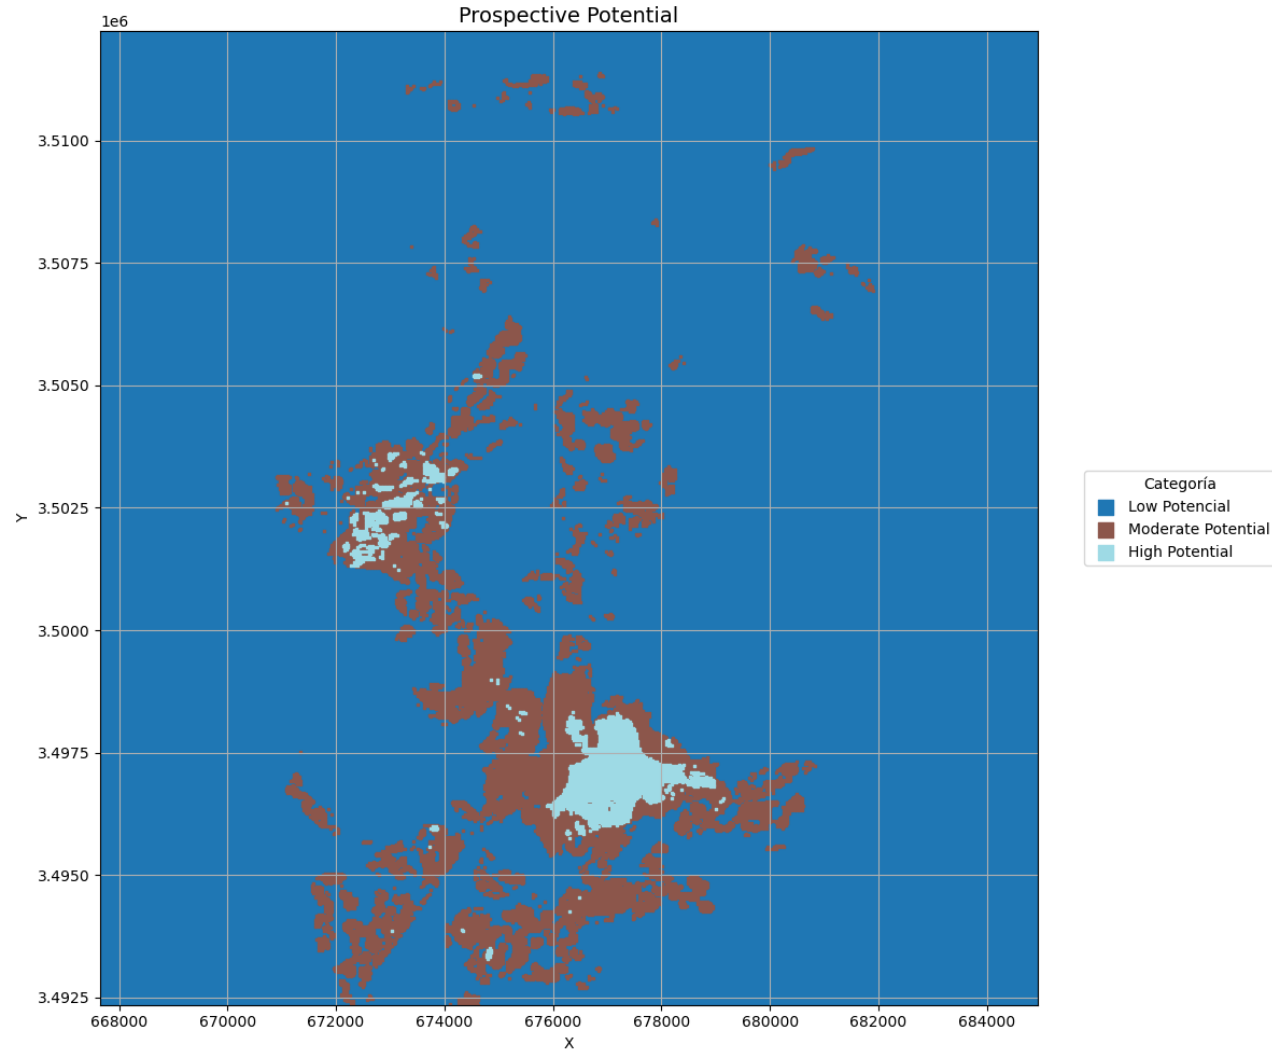 Prospective Potential
1e6
3.5100
3.5075
3.5050
3.5025
3.5000
3.4975
3.4950
3.4925
Y
668000 670000 672000 674000 676000 678000 680000 682000 684000
X
Categoría
Low Potencial
Moderate Potential
High Potential